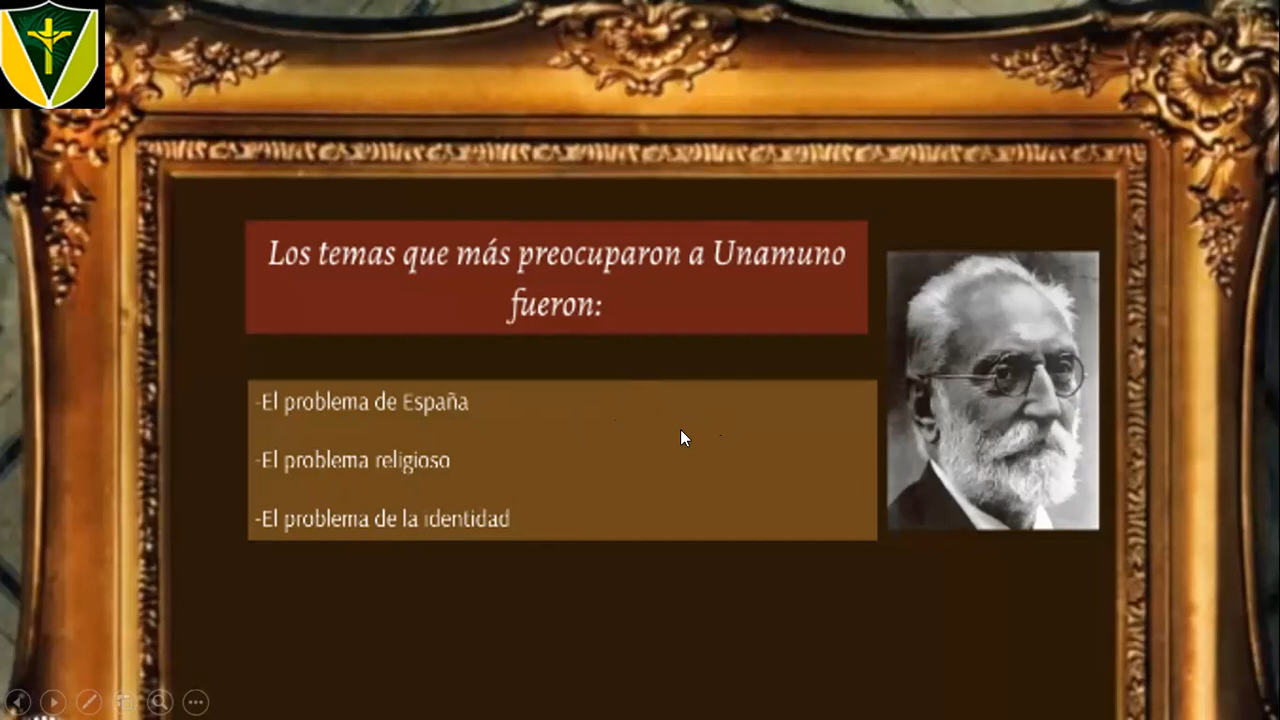 Los temas que más preocuparon a Unamuno
fueron:
-El problema de España
-El problema religioso
-El problema de la identidad